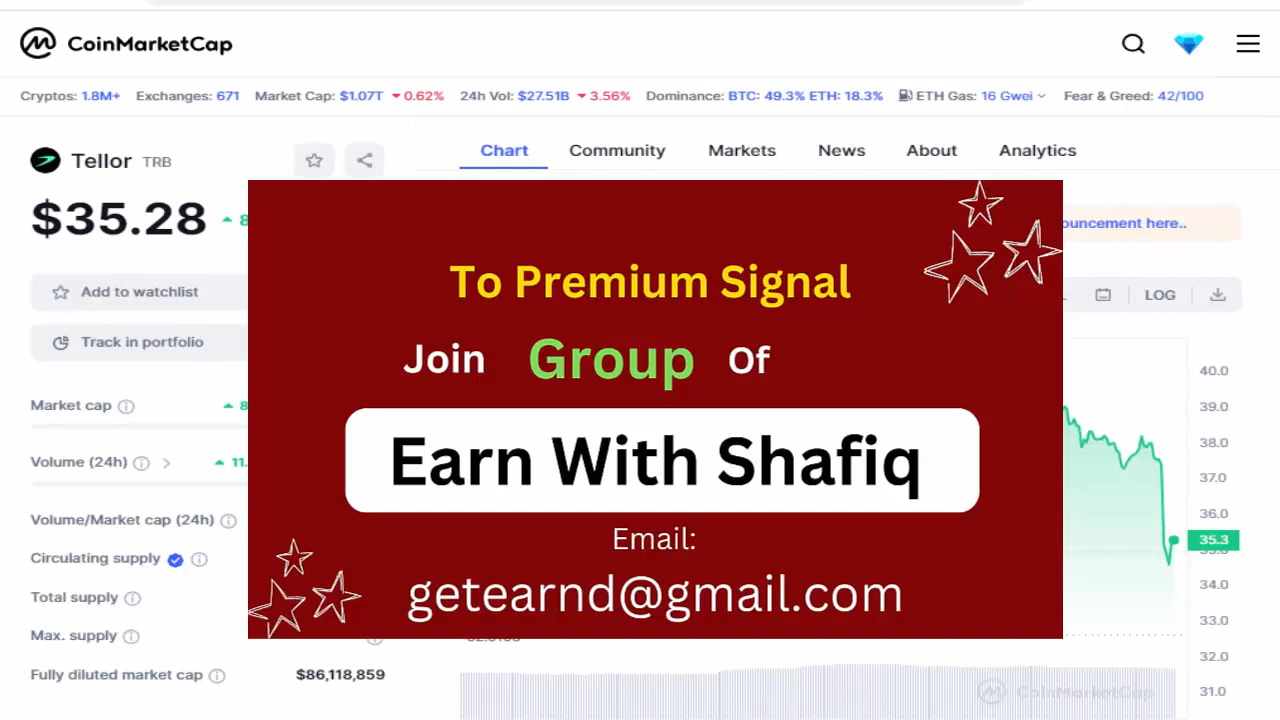 CoinMarketCap
Cryptos: 1.8M+ Exchanges: 671 Market Cap: $1.07T 0.62% 24h Vol: $27.51B 3.56% Dominance: BTC: 49.3% ETH: 18.3% ETH Gas: 16 Gwei Fear & Greed: 42/100
Tellor TRB
Chart Community Markets News About Analytics
$35.28 8
ouncement here..
Add to watchlist
LOG
Track in portfolio
Market cap 8
Volume (24h) 11.
Volume/Market cap (24h)
Circulating supply
Total supply
Max. supply
Fully diluted market cap $86,118,859
To Premium Signal
Join Group Of
Earn With Shafiq
Email:
getearnd@gmail.com
40.0
39.0
38.0
37.0
36.0
35.3
34.0
33.0
32.0
31.0
CoinMarketCap